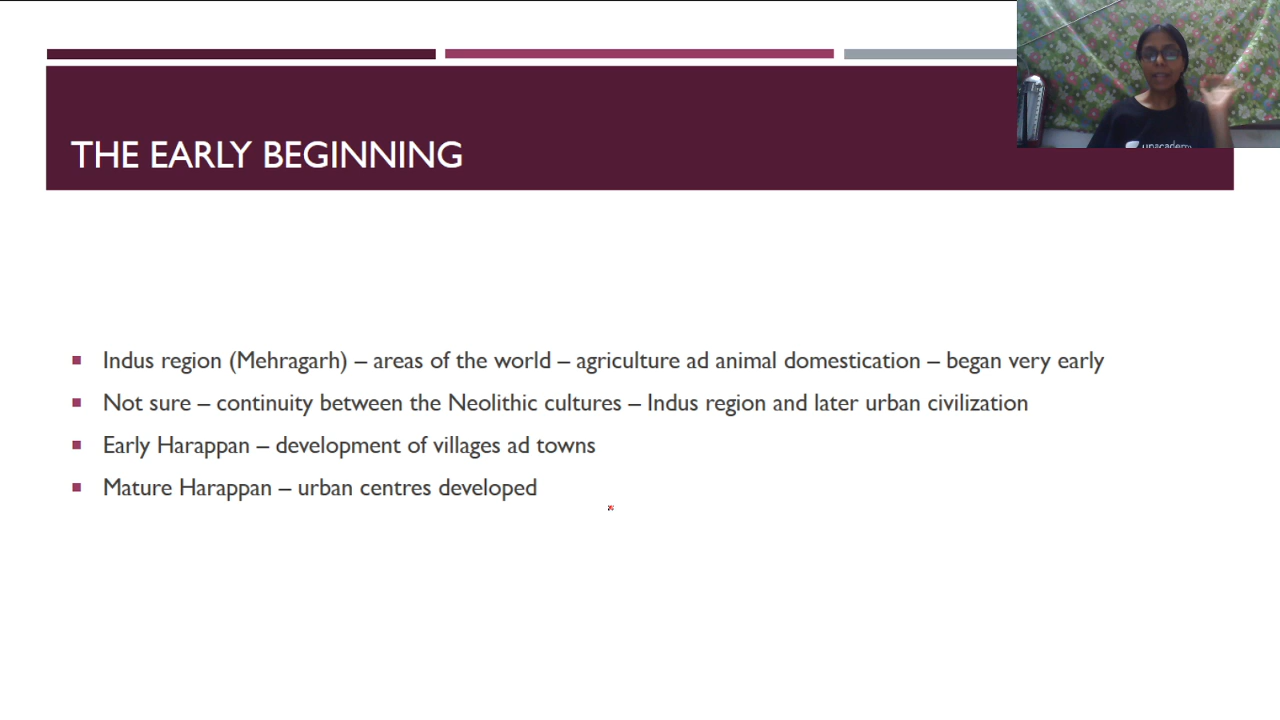 THE EARLY BEGINNING
unacademy
Indus region (Mehragarh) – areas of the world – agriculture ad animal domestication – began very early
Not sure – continuity between the Neolithic cultures – Indus region and later urban civilization
Early Harappan – development of villages ad towns
Mature Harappan – urban centres developed